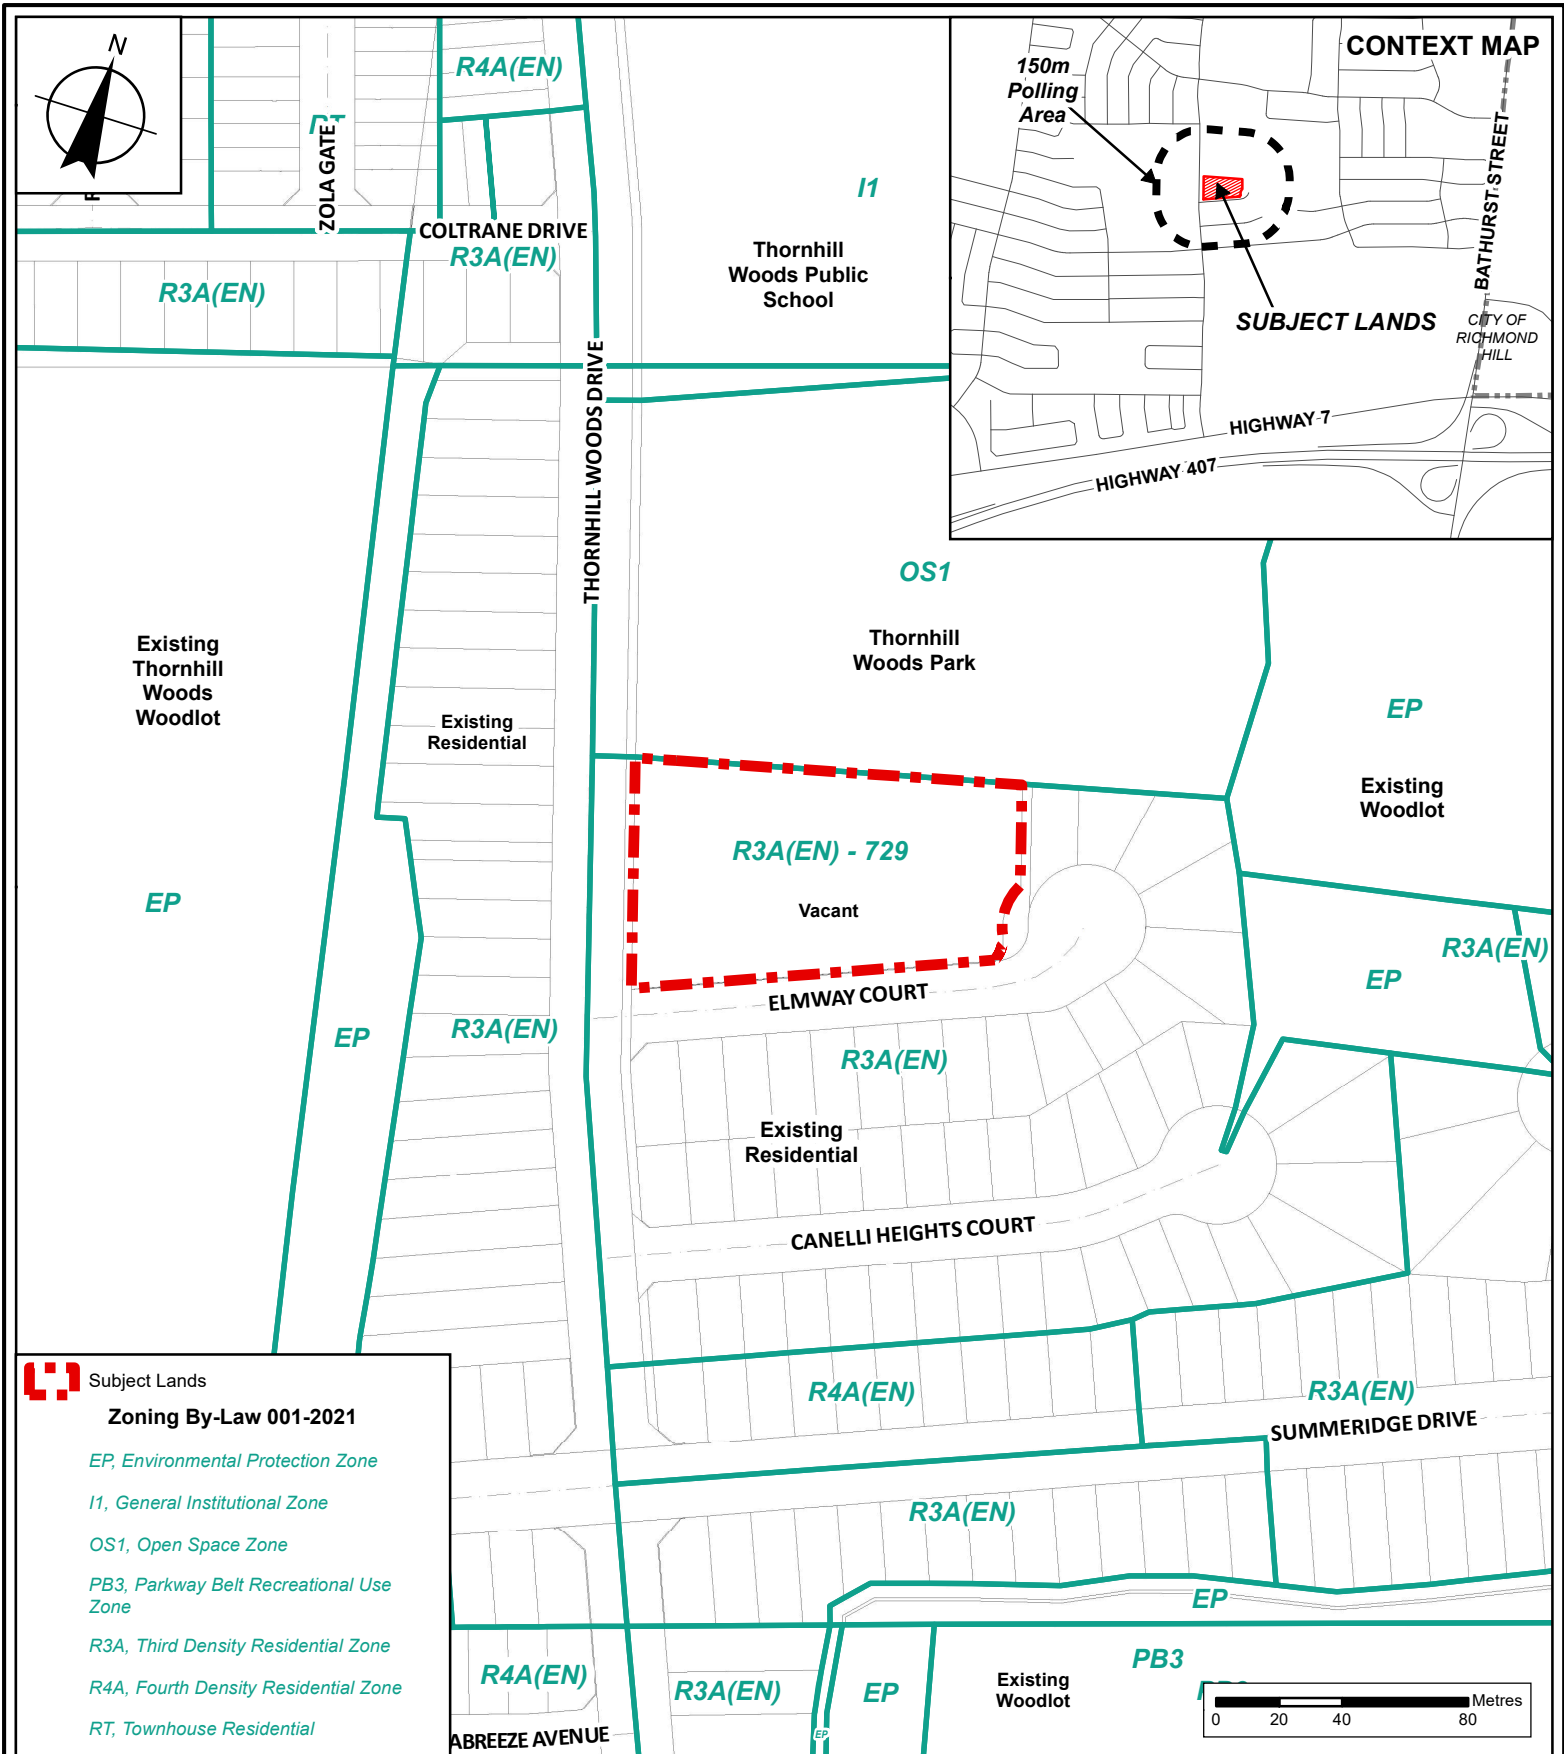 N
R4A(EN)
ZOLA GATE
COLTRANE DRIVE
R3A(EN)
R3A(EN)
I1
Thornhill
Woods Public
School
CONTEXT MAP
150m
Polling
Area
BATHURST STREET
SUBJECT LANDS
CITY OF
RICHMOND
HILL
HIGHWAY 7
HIGHWAY 407
THORNHILL WOODS DRIVE
OS1
Thornhill
Woods Park
Existing
Thornhill
Woods
Woodlot
Existing
Residential
EP
Existing
Woodlot
R3A(EN) - 729
Vacant
EP
R3A(EN)
EP
ELMWAY COURT
EP
R3A(EN)
R3A(EN)
Existing
Residential
CANELLI HEIGHTS COURT
R4A(EN)
R3A(EN)
SUMMERIDGE DRIVE
R3A(EN)
EP
R4A(EN)
R3A(EN)
EP
EP
Existing
Woodlot
PB3
ABREEZE AVENUE
Subject Lands
Zoning By-Law 001-2021
EP, Environmental Protection Zone
I1, General Institutional Zone
OS1, Open Space Zone
PB3, Parkway Belt Recreational Use
Zone
R3A, Third Density Residential Zone
R4A, Fourth Density Residential Zone
RT, Townhouse Residential
Metres
0 20 40 80